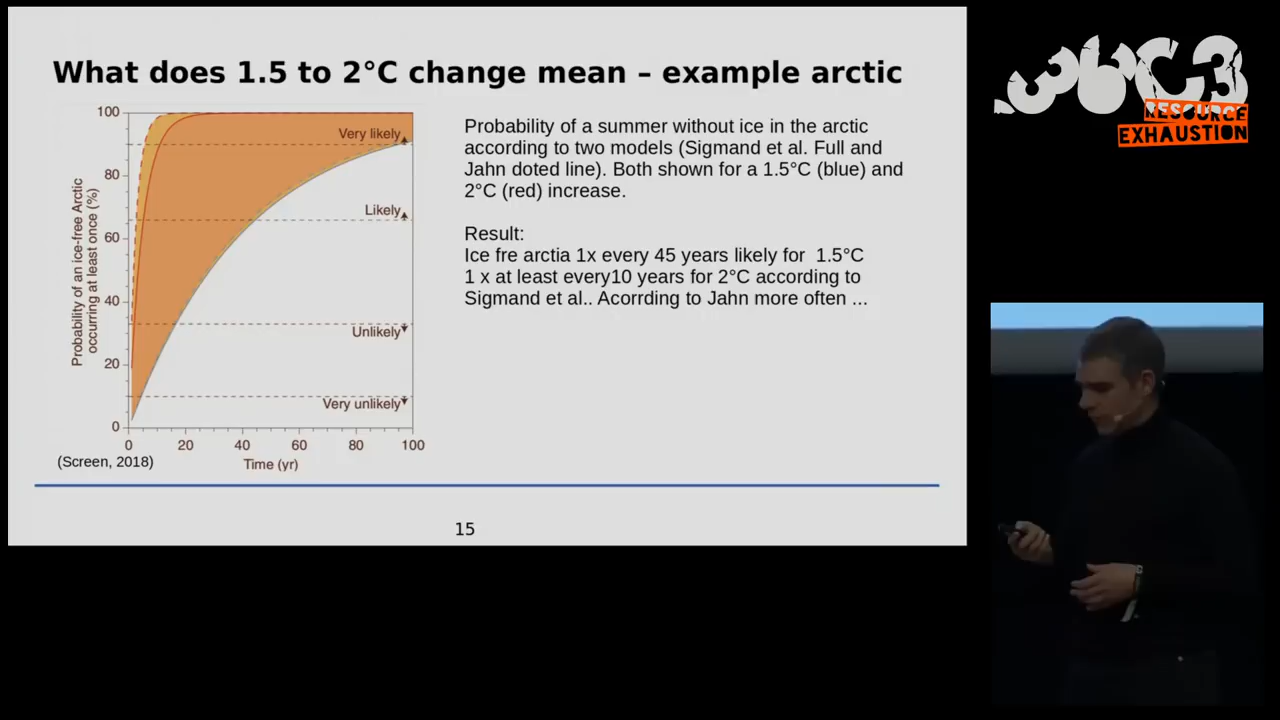 What does 1.5 to 2°C change mean – example arctic
Probability of an ice-free Arctic
occurring at least once (%)
100
80
60
40
20
0
Very likely
Likely
Unlikely
Very unlikely
0 20 40 60 80 100
Time (yr)
(Screen, 2018)
Probability of a summer without ice in the arctic
according to two models (Sigmand et al. Full and
Jahn doted line). Both shown for a 1.5°C (blue) and
2°C (red) increase.
Result:
Ice fre arctia 1x every 45 years likely for 1.5°C
1 x at least every10 years for 2°C according to
Sigmand et al.. Acorrding to Jahn more often ...
15
36C3
RESOURCE
EXHAUSTION